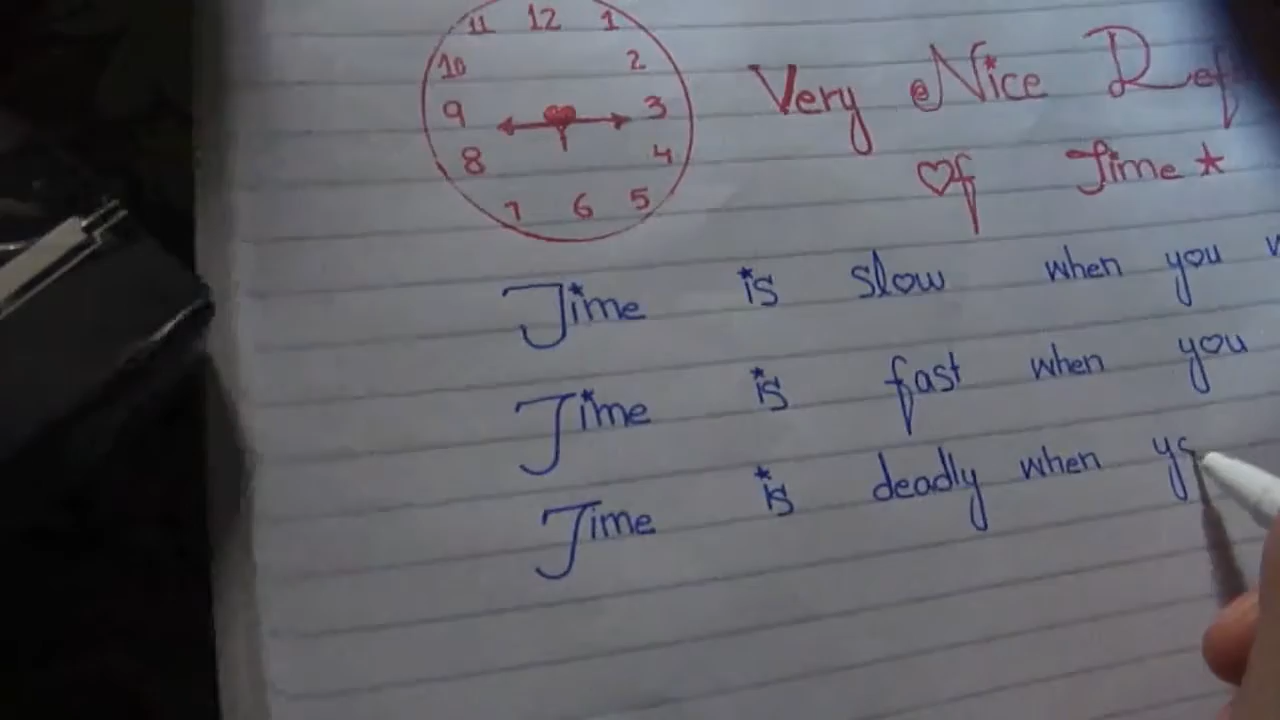 11 12 1
10 2
9 3
8 4
7 6 5
Very Nice
Of Time
Time is slow when you
Time is fast when you
Time is deadly when